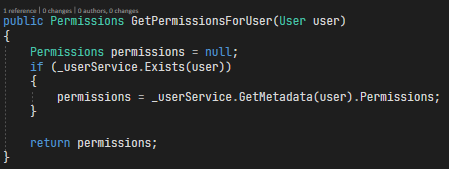 1 reference | 0 changes | 0 authors, 0 changes
public Permissions GetPermissionsForUser(User user)
{
    Permissions permissions = null;
    if (_userService.Exists(user))
    {
        permissions = _userService.GetMetadata(user).Permissions;
    }

    return permissions;
}